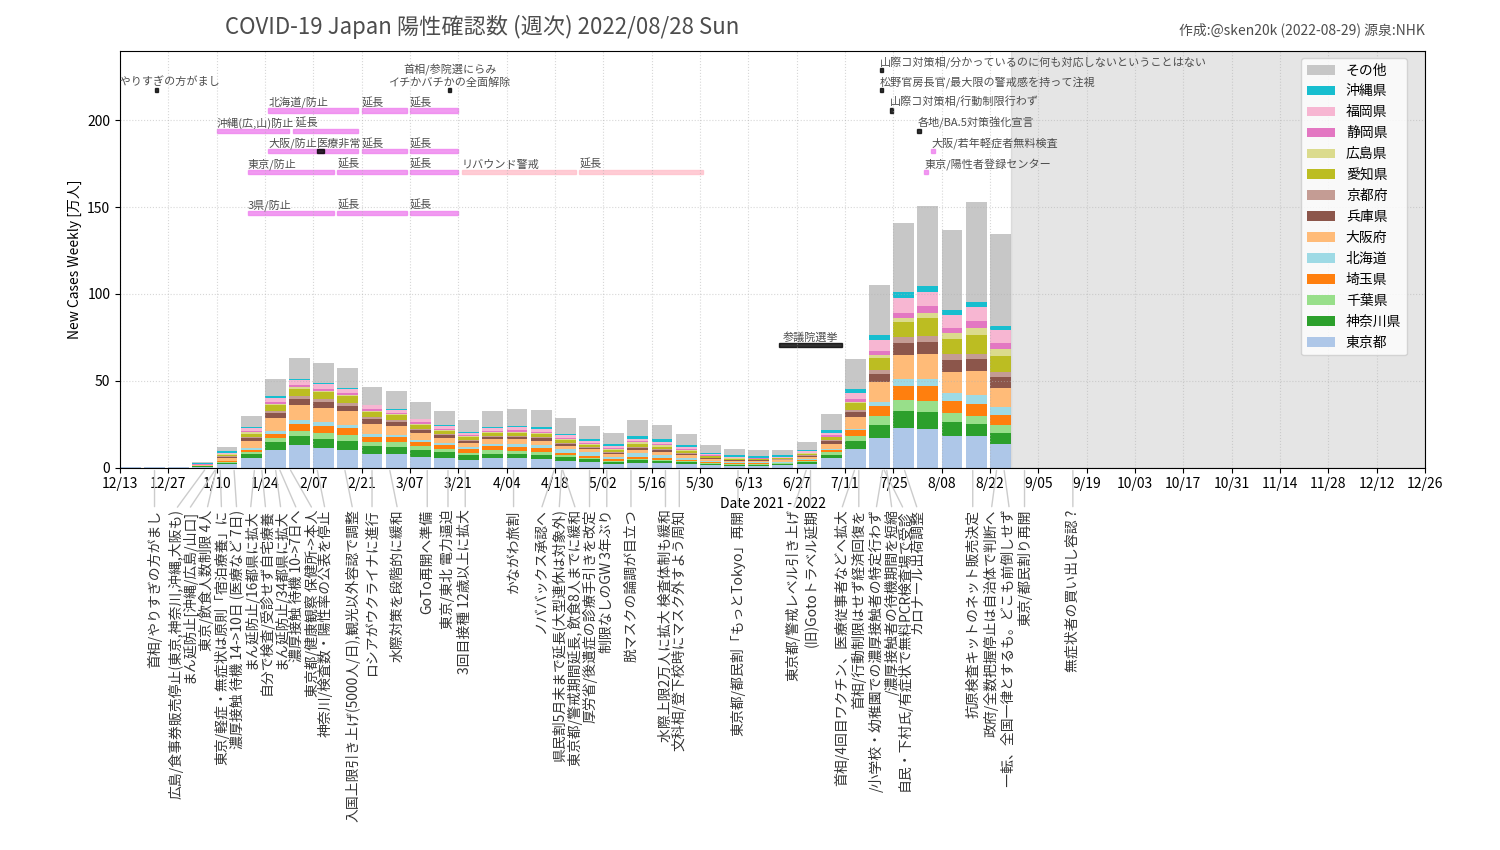 COVID-19 Japan 陽性確認数 (週次) 2022/08/28 Sun
作成:@sken20k (2022-08-29) 源泉:NHK
New Cases Weekly [万人]
200
150
100
50
0
やりすぎの方がまし
首相/参院選にらみ
イチかバチかの全面解除
北海道/防止
延長
延長
沖縄(広,山)防止
延長
大阪/防止医療非常
延長
延長
東京/防止
延長
延長
リバウンド警戒
延長
3県/防止
延長
延長
参議院選挙
山際コ対策相/分かっているのに何も対応しないということはない
松野官房長官/最大限の警戒感を持って注視
山際コ対策相/行動制限行わず
各地/BA.5対策強化宣言
大阪/若年軽症者無料検査
東京/陽性者登録センター
その他
沖縄県
福岡県
静岡県
広島県
愛知県
京都府
兵庫県
大阪府
北海道
埼玉県
千葉県
神奈川県
東京都
12/13
12/27
1/10
1/24
2/07
2/21
3/07
3/21
4/04
4/18
5/02
5/16
5/30
6/13
6/27
7/11
7/25
8/08
8/22
9/05
9/19
10/03
10/17
10/31
11/14
11/28
12/12
12/26
Date 2021 - 2022
首相/やりすぎの方がまし
広島/食事券販売停止(東京,神奈川,沖縄,大阪も)
まん延防止[沖縄/広島/山口]
東京/飲食人数制限 4人
東京/軽症・無症状は原則「宿泊療養」に
濃厚接触 待機 14->10日 (医療など 7日)
まん延防止/16都県に拡大
自分で検査/受診せず自宅療養
まん延防止/34都県に拡大
濃厚接触 待機 10->7日へ
東京都/健康観察 保健所->本人
神奈川/検査数・陽性率の公表を停止
入国上限引き上げ(5000人/日),観光以外容認で調整
ロシアがウクライナに進行
水際対策を段階的に緩和
GoTo再開へ準備
東京/東北 電力逼迫
3回目接種 12歳以上に拡大
かながわ旅割
ノババックス承認へ
県民割5月末まで延長(大型連休は対象外)
東京都/警戒期間延長, 飲食8人までに緩和
厚労省/後遺症の診療手引きを改定
制限なしのGW 3年ぶり
脱マスクの論調が目立つ
水際上限2万人に拡大 検査体制も緩和
文科相/登下校時にマスク外すよう周知
東京都/都民割「もっとTokyo」再開
東京都/警戒レベル引き上げ
(旧)Gotoトラベル延期
首相/4回目ワクチン、医療従事者などへ拡大
首相/行動制限はせず経済回復を
/小学校・幼稚園での濃厚接触者の特定行わず
/濃厚接触者の待機期間を短縮
自民・下村氏/有症状で無料PCR検査場で受診
カロナール出荷調整
抗原検査キットのネット販売決定
政府/全数把握停止は自治体で判断へ
一転、全国一律とするも。どこも前倒しせず
東京/都民割り再開
無症状者の買い出し容認？